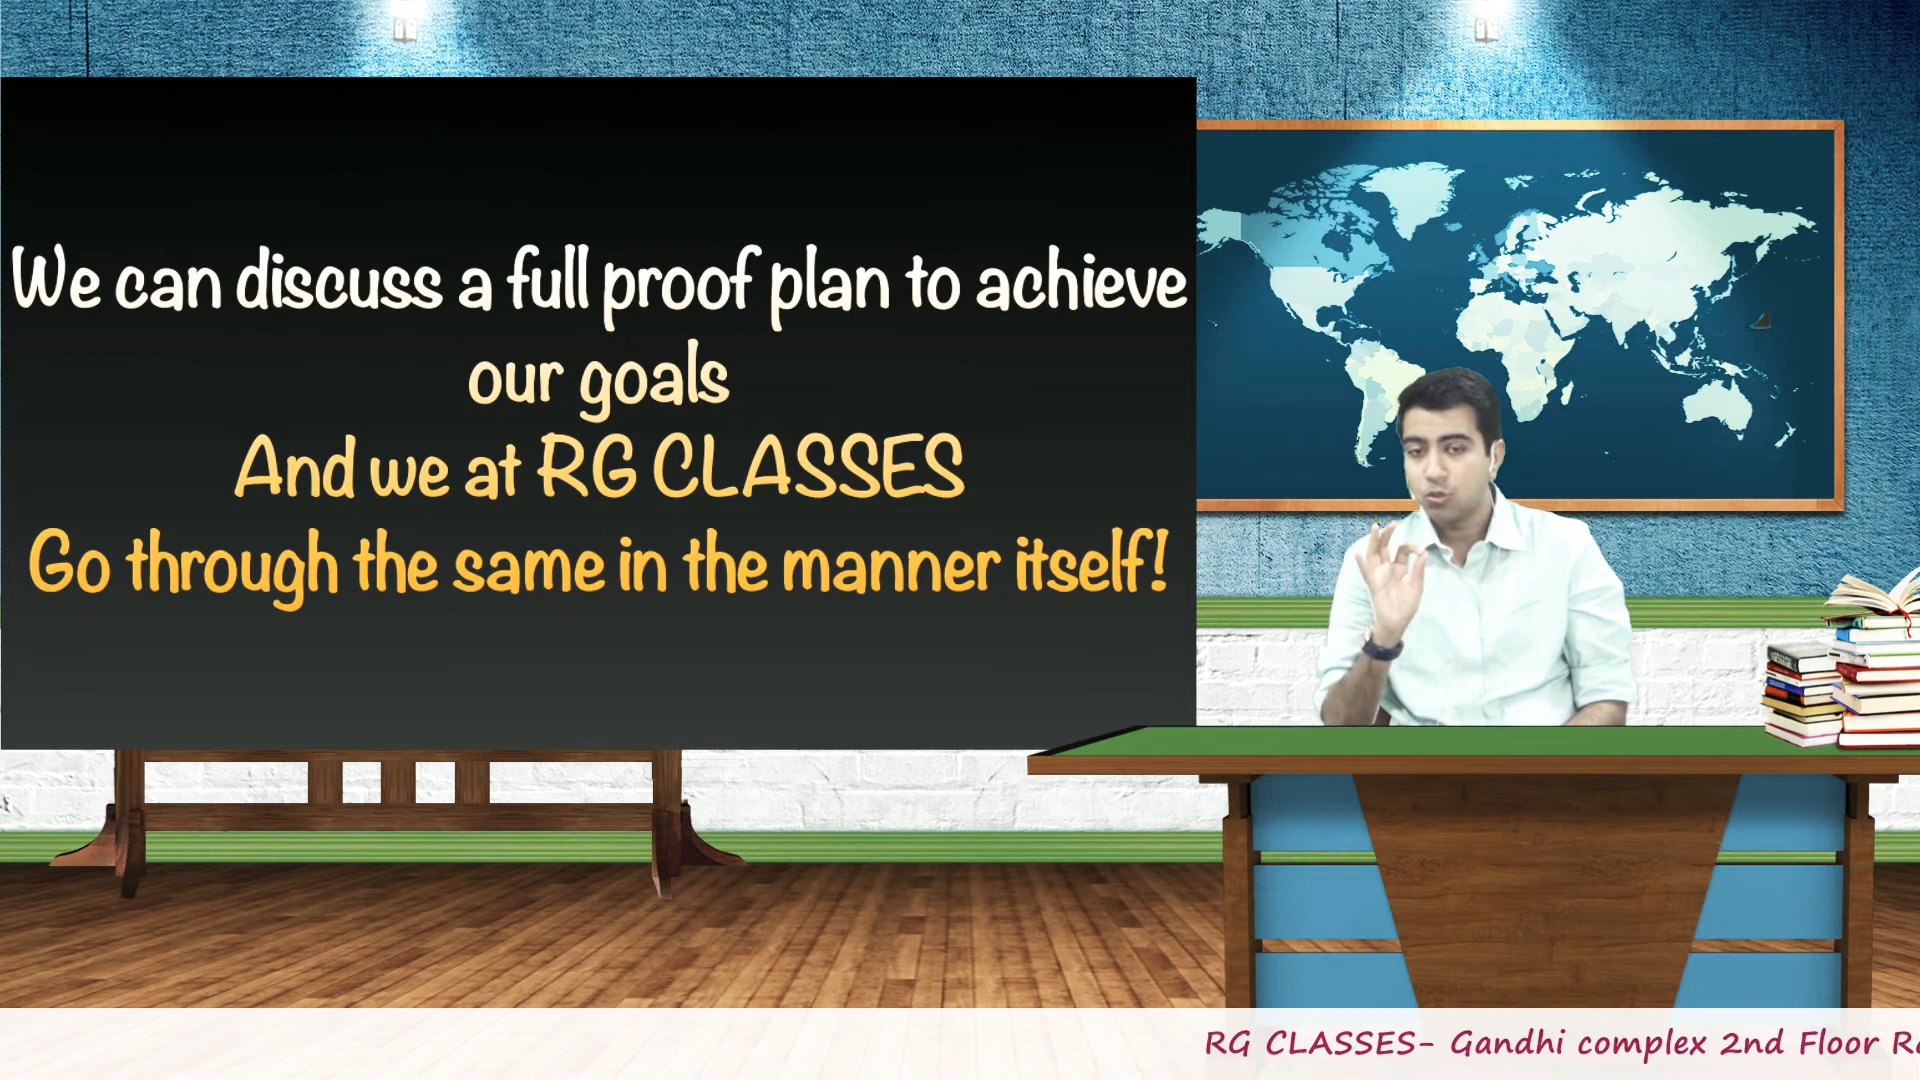 We can discuss a full proof plan to achieve
our goals
And we at RG CLASSES
Go through the same in the manner itself!
RG CLASSES- Gandhi complex 2nd Floor